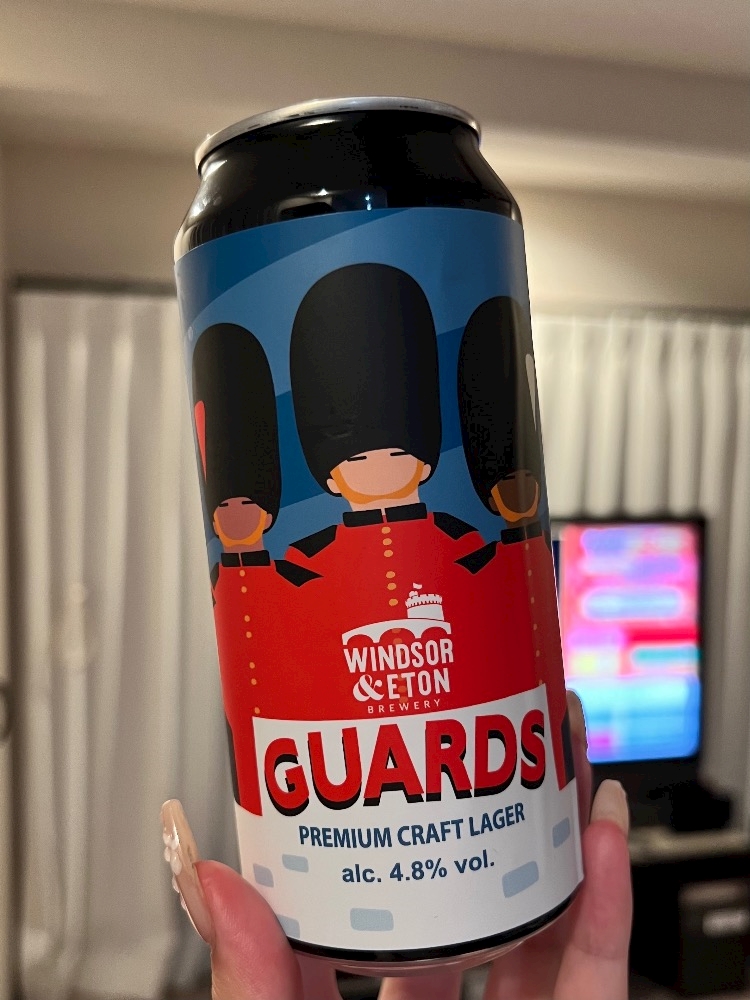 WINDSOR
& ETON
BREWERY
GUARDS
PREMIUM CRAFT LAGER
alc. 4.8% vol.